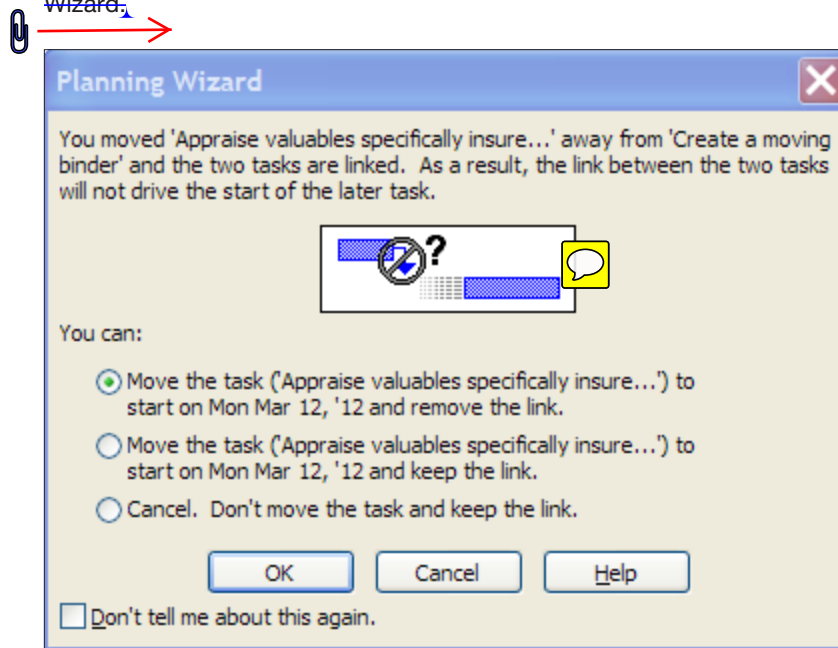 Wizard.
Planning Wizard
You moved 'Appraise valuables specifically insure...' away from 'Create a moving
binder' and the two tasks are linked. As a result, the link between the two tasks
will not drive the start of the later task.
?
You can:
Move the task ('Appraise valuables specifically insure...') to
start on Mon Mar 12, '12 and remove the link.
Move the task ('Appraise valuables specifically insure...') to
start on Mon Mar 12, '12 and keep the link.
Cancel. Don't move the task and keep the link.
OK Cancel Help
Don't tell me about this again.